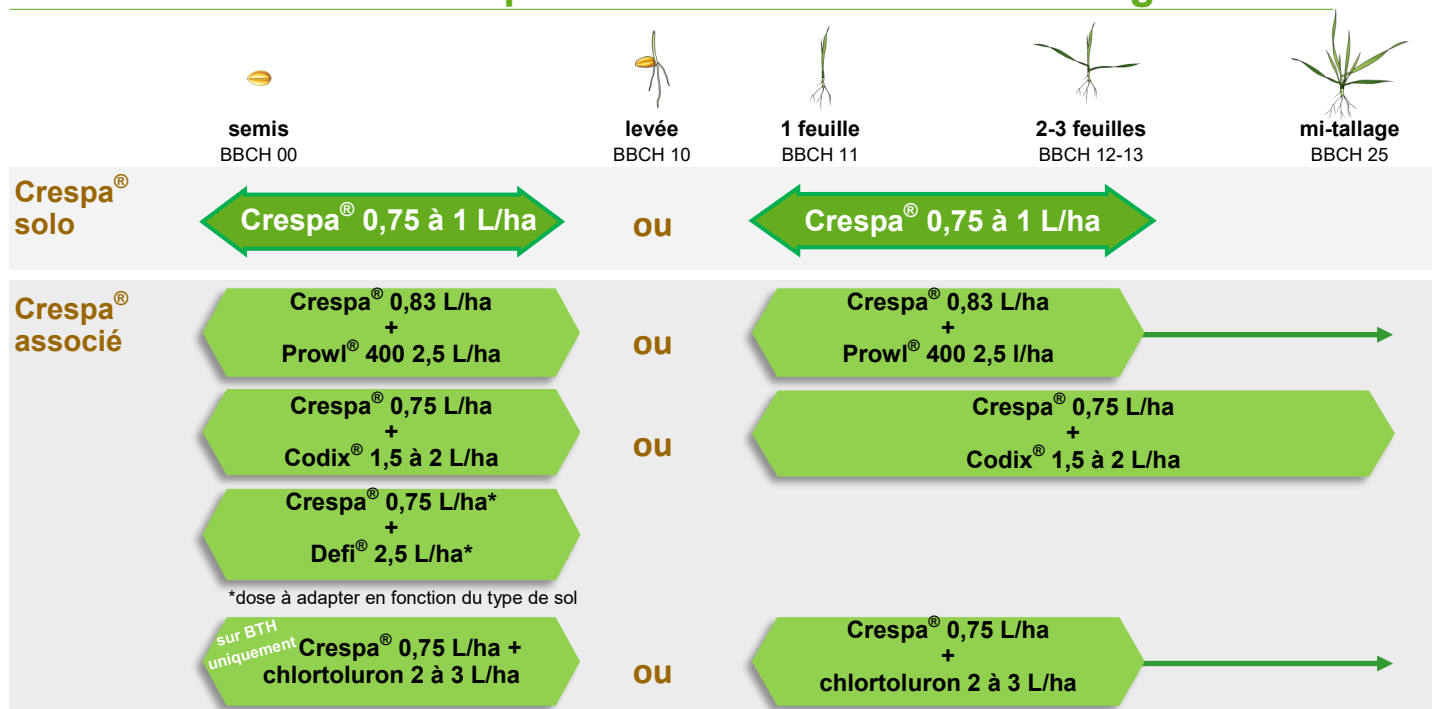 semis
BBCH 00
levée
BBCH 10
1 feuille
BBCH 11
2-3 feuilles
BBCH 12-13
mi-tallage
BBCH 25
Crespa®
solo
Crespa® 0,75 à 1 L/ha
ou
Crespa® 0,75 à 1 L/ha
Crespa®
associé
Crespa® 0,83 L/ha
+
Prowl® 400 2,5 L/ha
ou
Crespa® 0,83 L/ha
+
Prowl® 400 2,5 l/ha
Crespa® 0,75 L/ha
+
Codix® 1,5 à 2 L/ha
ou
Crespa® 0,75 L/ha
+
Codix® 1,5 à 2 L/ha
Crespa® 0,75 L/ha*
+
Defi® 2,5 L/ha*
*dose à adapter en fonction du type de sol
sur BTH
uniquement
Crespa® 0,75 L/ha +
chlortoluron 2 à 3 L/ha
ou
Crespa® 0,75 L/ha
+
chlortoluron 2 à 3 L/ha